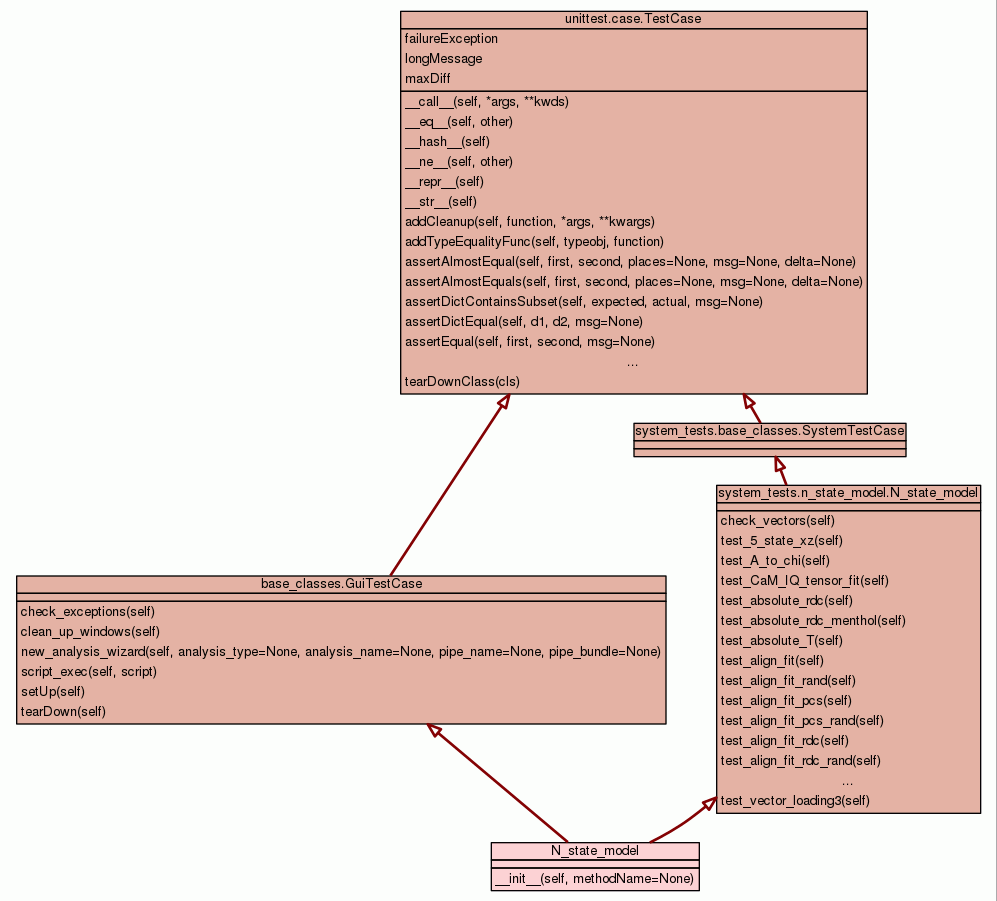 unittest.case.TestCase
failureException
longMessage
maxDiff
__call__(self, *args, **kwds)
__eq__(self, other)
__hash__(self)
__ne__(self, other)
__repr__(self)
__str__(self)
addCleanup(self, function, *args, **kwargs)
addTypeEqualityFunc(self, typeobj, function)
assertAlmostEqual(self, first, second, places=None, msg=None, delta=None)
assertAlmostEquals(self, first, second, places=None, msg=None, delta=None)
assertDictContainsSubset(self, expected, actual, msg=None)
assertDictEqual(self, d1, d2, msg=None)
assertEqual(self, first, second, msg=None)
...
tearDownClass(cls)
system_tests.base_classes.SystemTestCase
system_tests.n_state_model.N_state_model
check_vectors(self)
test_5_state_xz(self)
test_A_to_chi(self)
test_CaM_IQ_tensor_fit(self)
test_absolute_rdc(self)
test_absolute_rdc_menthol(self)
test_absolute_T(self)
test_align_fit(self)
test_align_fit_rand(self)
test_align_fit_pcs(self)
test_align_fit_pcs_rand(self)
test_align_fit_rdc(self)
test_align_fit_rdc_rand(self)
...
test_vector_loading3(self)
base_classes.GuiTestCase
check_exceptions(self)
clean_up_windows(self)
new_analysis_wizard(self, analysis_type=None, analysis_name=None, pipe_name=None, pipe_bundle=None)
script_exec(self, script)
setUp(self)
tearDown(self)
N_state_model
__init__(self, methodName=None)